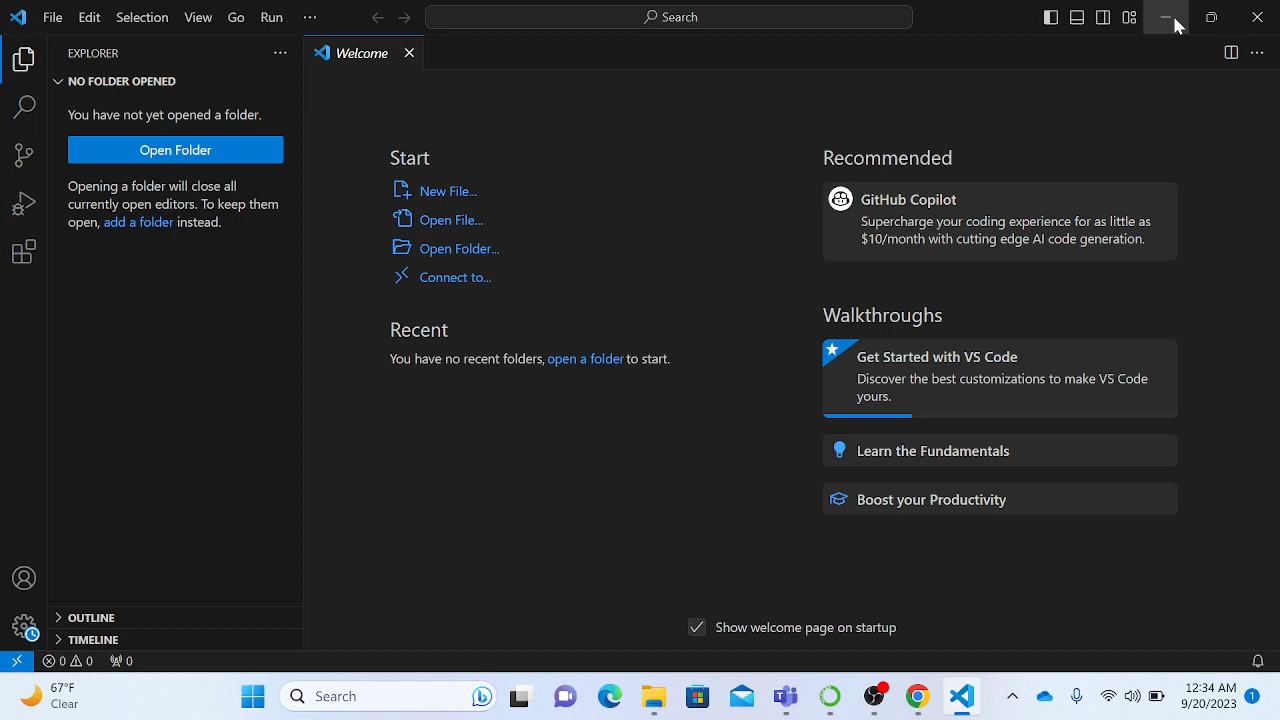 File Edit Selection View Go Run ···
Search
EXPLORER
Welcome
NO FOLDER OPENED
You have not yet opened a folder.
Open Folder
Opening a folder will close all
currently open editors. To keep them
open, add a folder instead.
Start
New File...
Open File...
Open Folder...
Connect to...
Recent
You have no recent folders, open a folder to start.
Recommended
GitHub Copilot
Supercharge your coding experience for as little as
$10/month with cutting edge AI code generation.
Walkthroughs
Get Started with VS Code
Discover the best customizations to make VS Code
yours.
Learn the Fundamentals
Boost your Productivity
Show welcome page on startup
OUTLINE
TIMELINE
0 0 0
67°F
Clear
Search
12:34 AM
9/20/2023
1